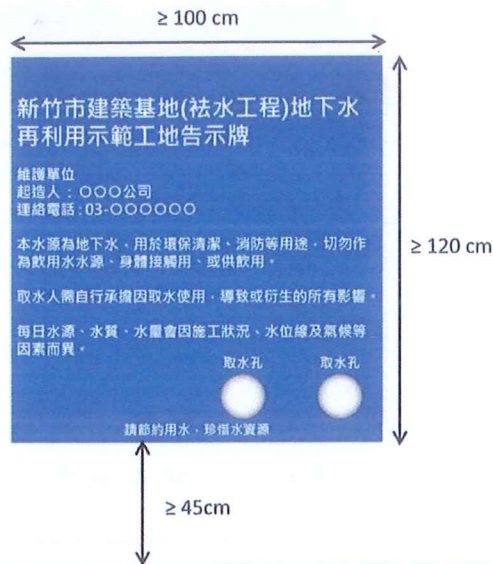 ≥ 100 cm
新竹市建築基地(袪水工程)地下水
再利用示範工地告示牌
維護單位
起造人：〇〇〇公司
連絡電話：03-〇〇〇〇〇〇
本水源為地下水，用於環保清潔、消防等用途，切勿作
為飲用水水源、身體接觸用、或供飲用。
≥ 120 cm
取水人需自行承擔因取水使用，導致或衍生的所有影響。
每日水源、水質、水量會因施工狀況、水位線及氣候等
因素而異。
取水孔 取水孔
請節約用水，珍惜水資源
≥ 45cm